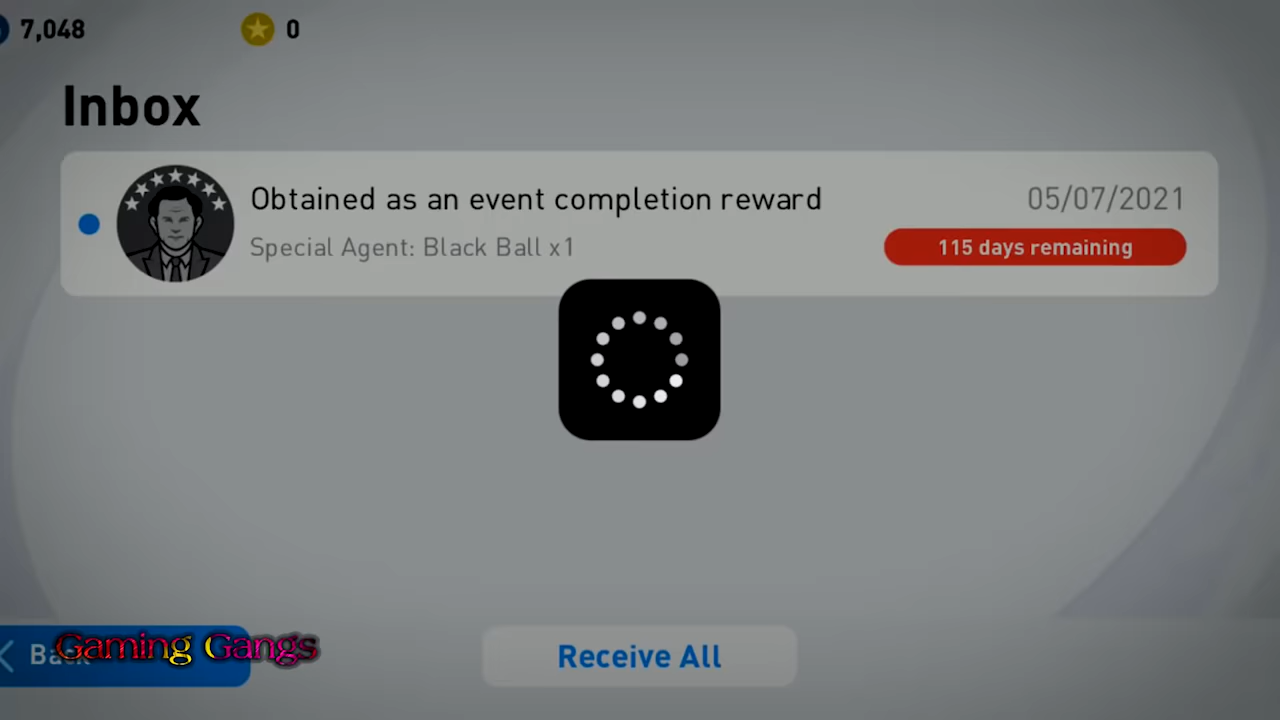 7,048
0
Inbox
Obtained as an event completion reward
05/07/2021
Special Agent: Black Ball x1
115 days remaining
Back
Gaming Gangs
Receive All